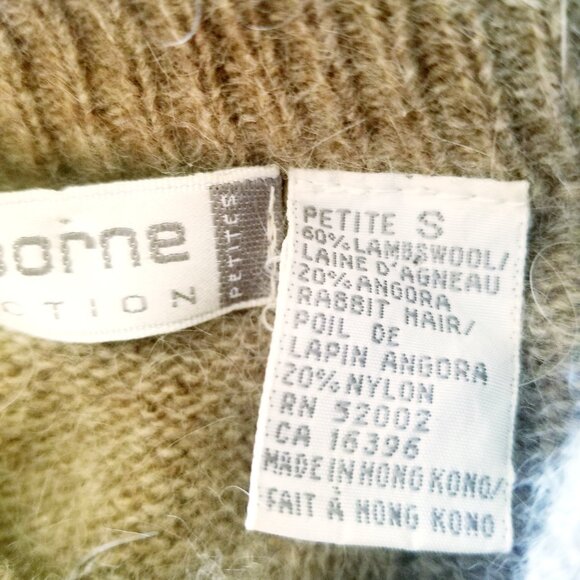 orne
CTION
PETITES
PETITE S
60% LAMBSWOOL/
LAINE D'AGNEAU
20% ANGORA
RABBIT HAIR/
POIL DE
LAPIN ANGORA
20% NYLON
RN 52002
CA 16396
MADE IN HONG KONG/
FAIT À HONG KONG